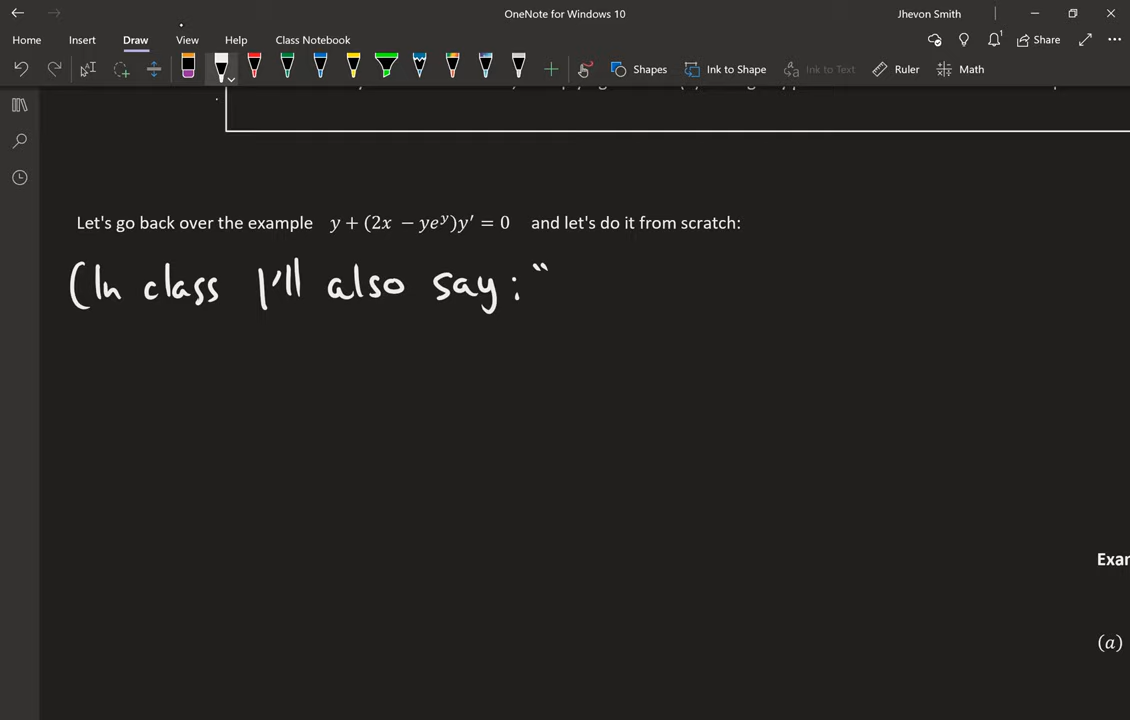 OneNote for Windows 10
Jhevon Smith
Home Insert Draw View Help Class Notebook
Share
Shapes Ink to Shape Ink to Text Ruler Math
Let's go back over the example y + (2x − ye^y)y′ = 0 and let's do it from scratch:
(In class I'll also say : "
Exar
(a)